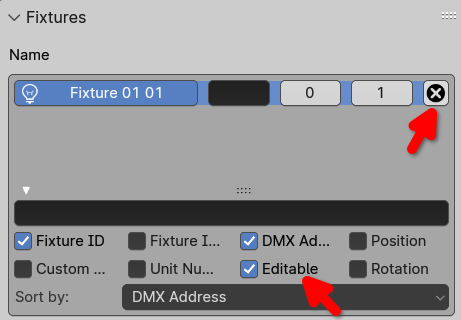 Fixtures
Name
Fixture 01 01 0 1
Fixture ID Fixture I... DMX Ad... Position
Custom ... Unit Nu... Editable Rotation
Sort by: DMX Address